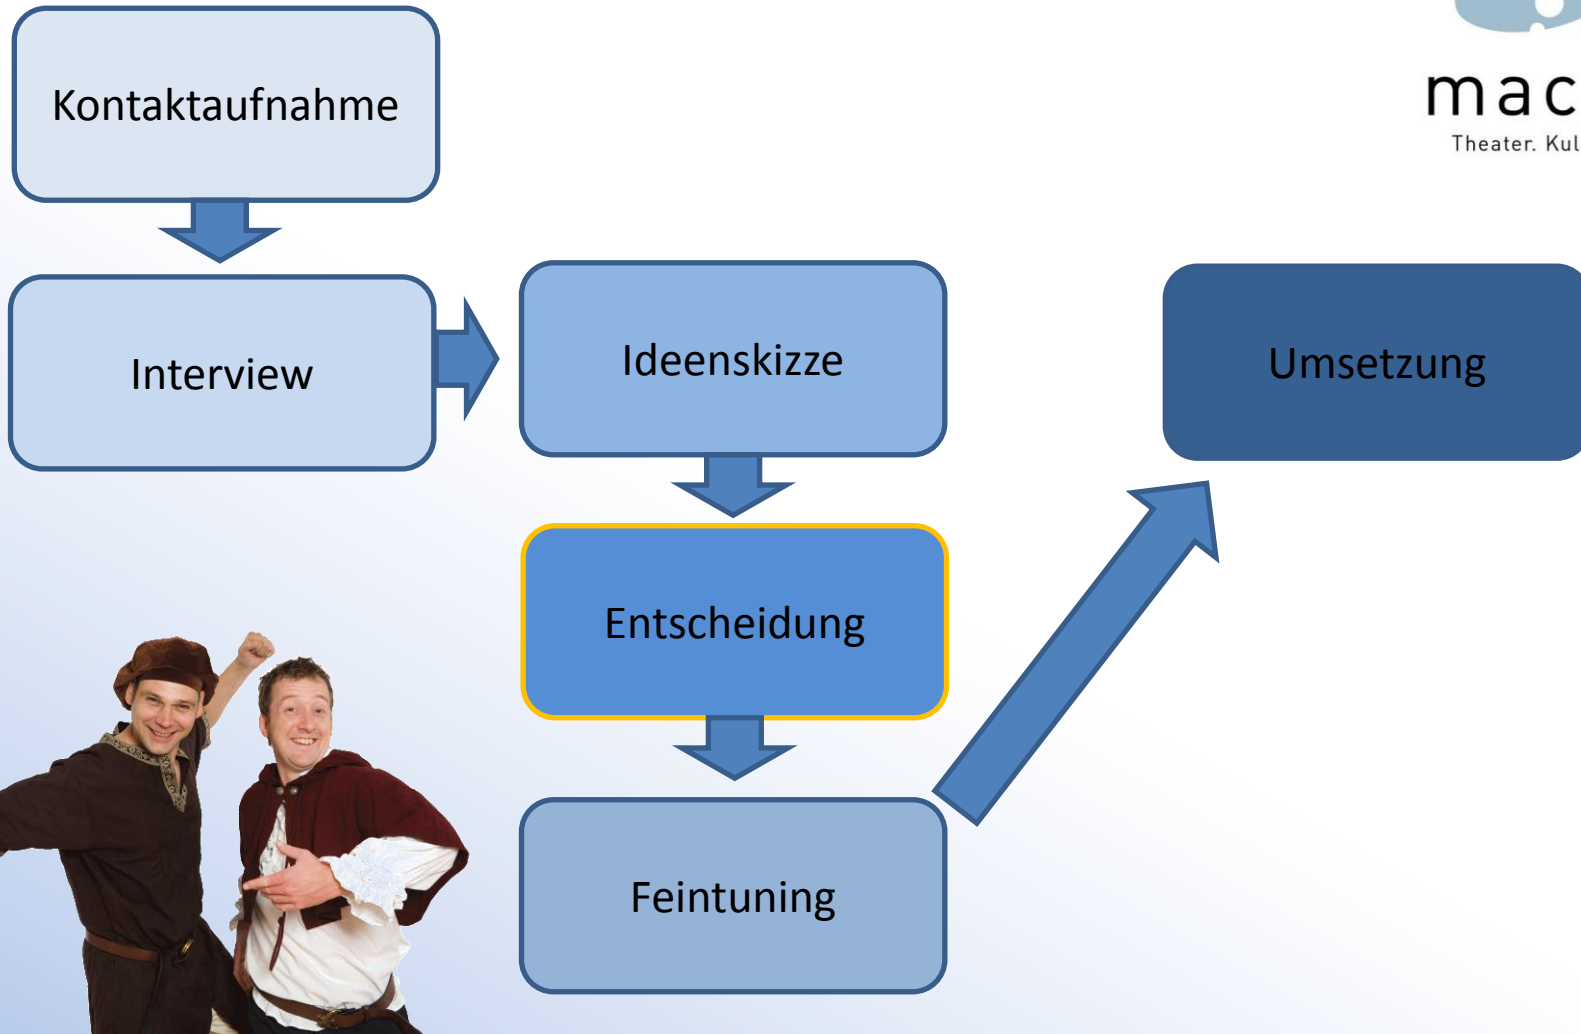 Kontaktaufnahme
mac
Theater. Kul
Interview
Ideenskizze
Umsetzung
Entscheidung
Feintuning